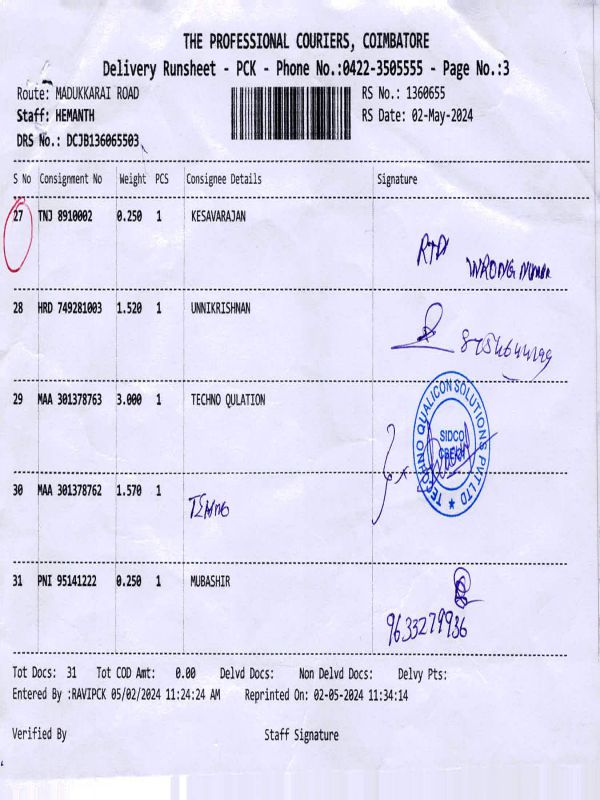 THE PROFESSIONAL COURIERS, COIMBATORE
Delivery Runsheet - PCK - Phone No.:0422-3505555 - Page No.:3
Route: MADUKKARAI ROAD RS No.: 1360655
Staff: HEMANTH RS Date: 02-May-2024
DRS No.: DCJB136065503
S No Consignment No Weight PCS Consignee Details Signature
27 TNJ 8910002 0.250 1 KESAVARAJAN
RTD WRONG NUMBER
28 HRD 749281003 1.520 1 UNNIKRISHNAN
29 MAA 301378763 3.000 1 TECHNO QULATION
TECHNO QUALICON SOLUTIONS PVT LTD
SIDCO
30 MAA 301378762 1.570 1
31 PNI 95141222 0.250 1 MUBASHIR
9633279936
Tot Docs: 31 Tot COD Amt: 0.00 Delvd Docs: Non Delvd Docs: Delvy Pts:
Entered By :RAVIPCK 05/02/2024 11:24:24 AM Reprinted On: 02-05-2024 11:34:14
Verified By Staff Signature